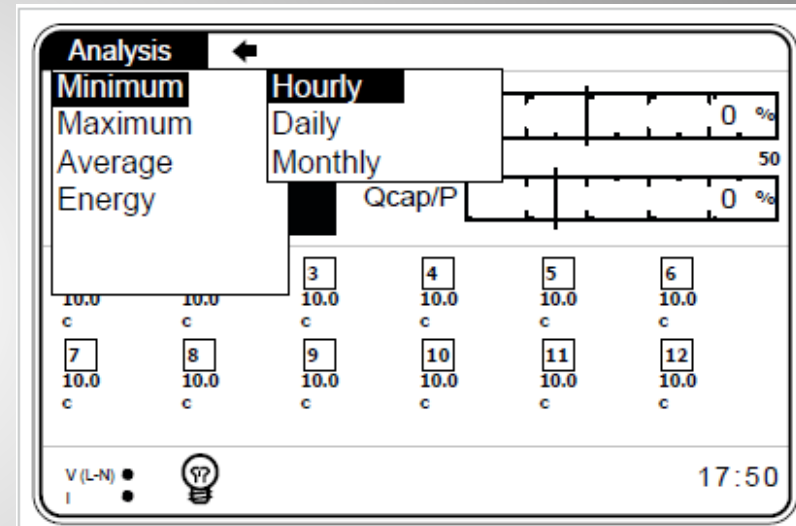 Analysis
Minimum
Maximum
Average
Energy
Hourly
Daily
Monthly
0 %
50
Qcap/P
0 %
3 4 5 6
10.0 10.0 10.0 10.0 10.0 10.0
c c c c c c
7 8 9 10 11 12
10.0 10.0 10.0 10.0 10.0 10.0
c c c c c c
V (L-N)
I
17:50